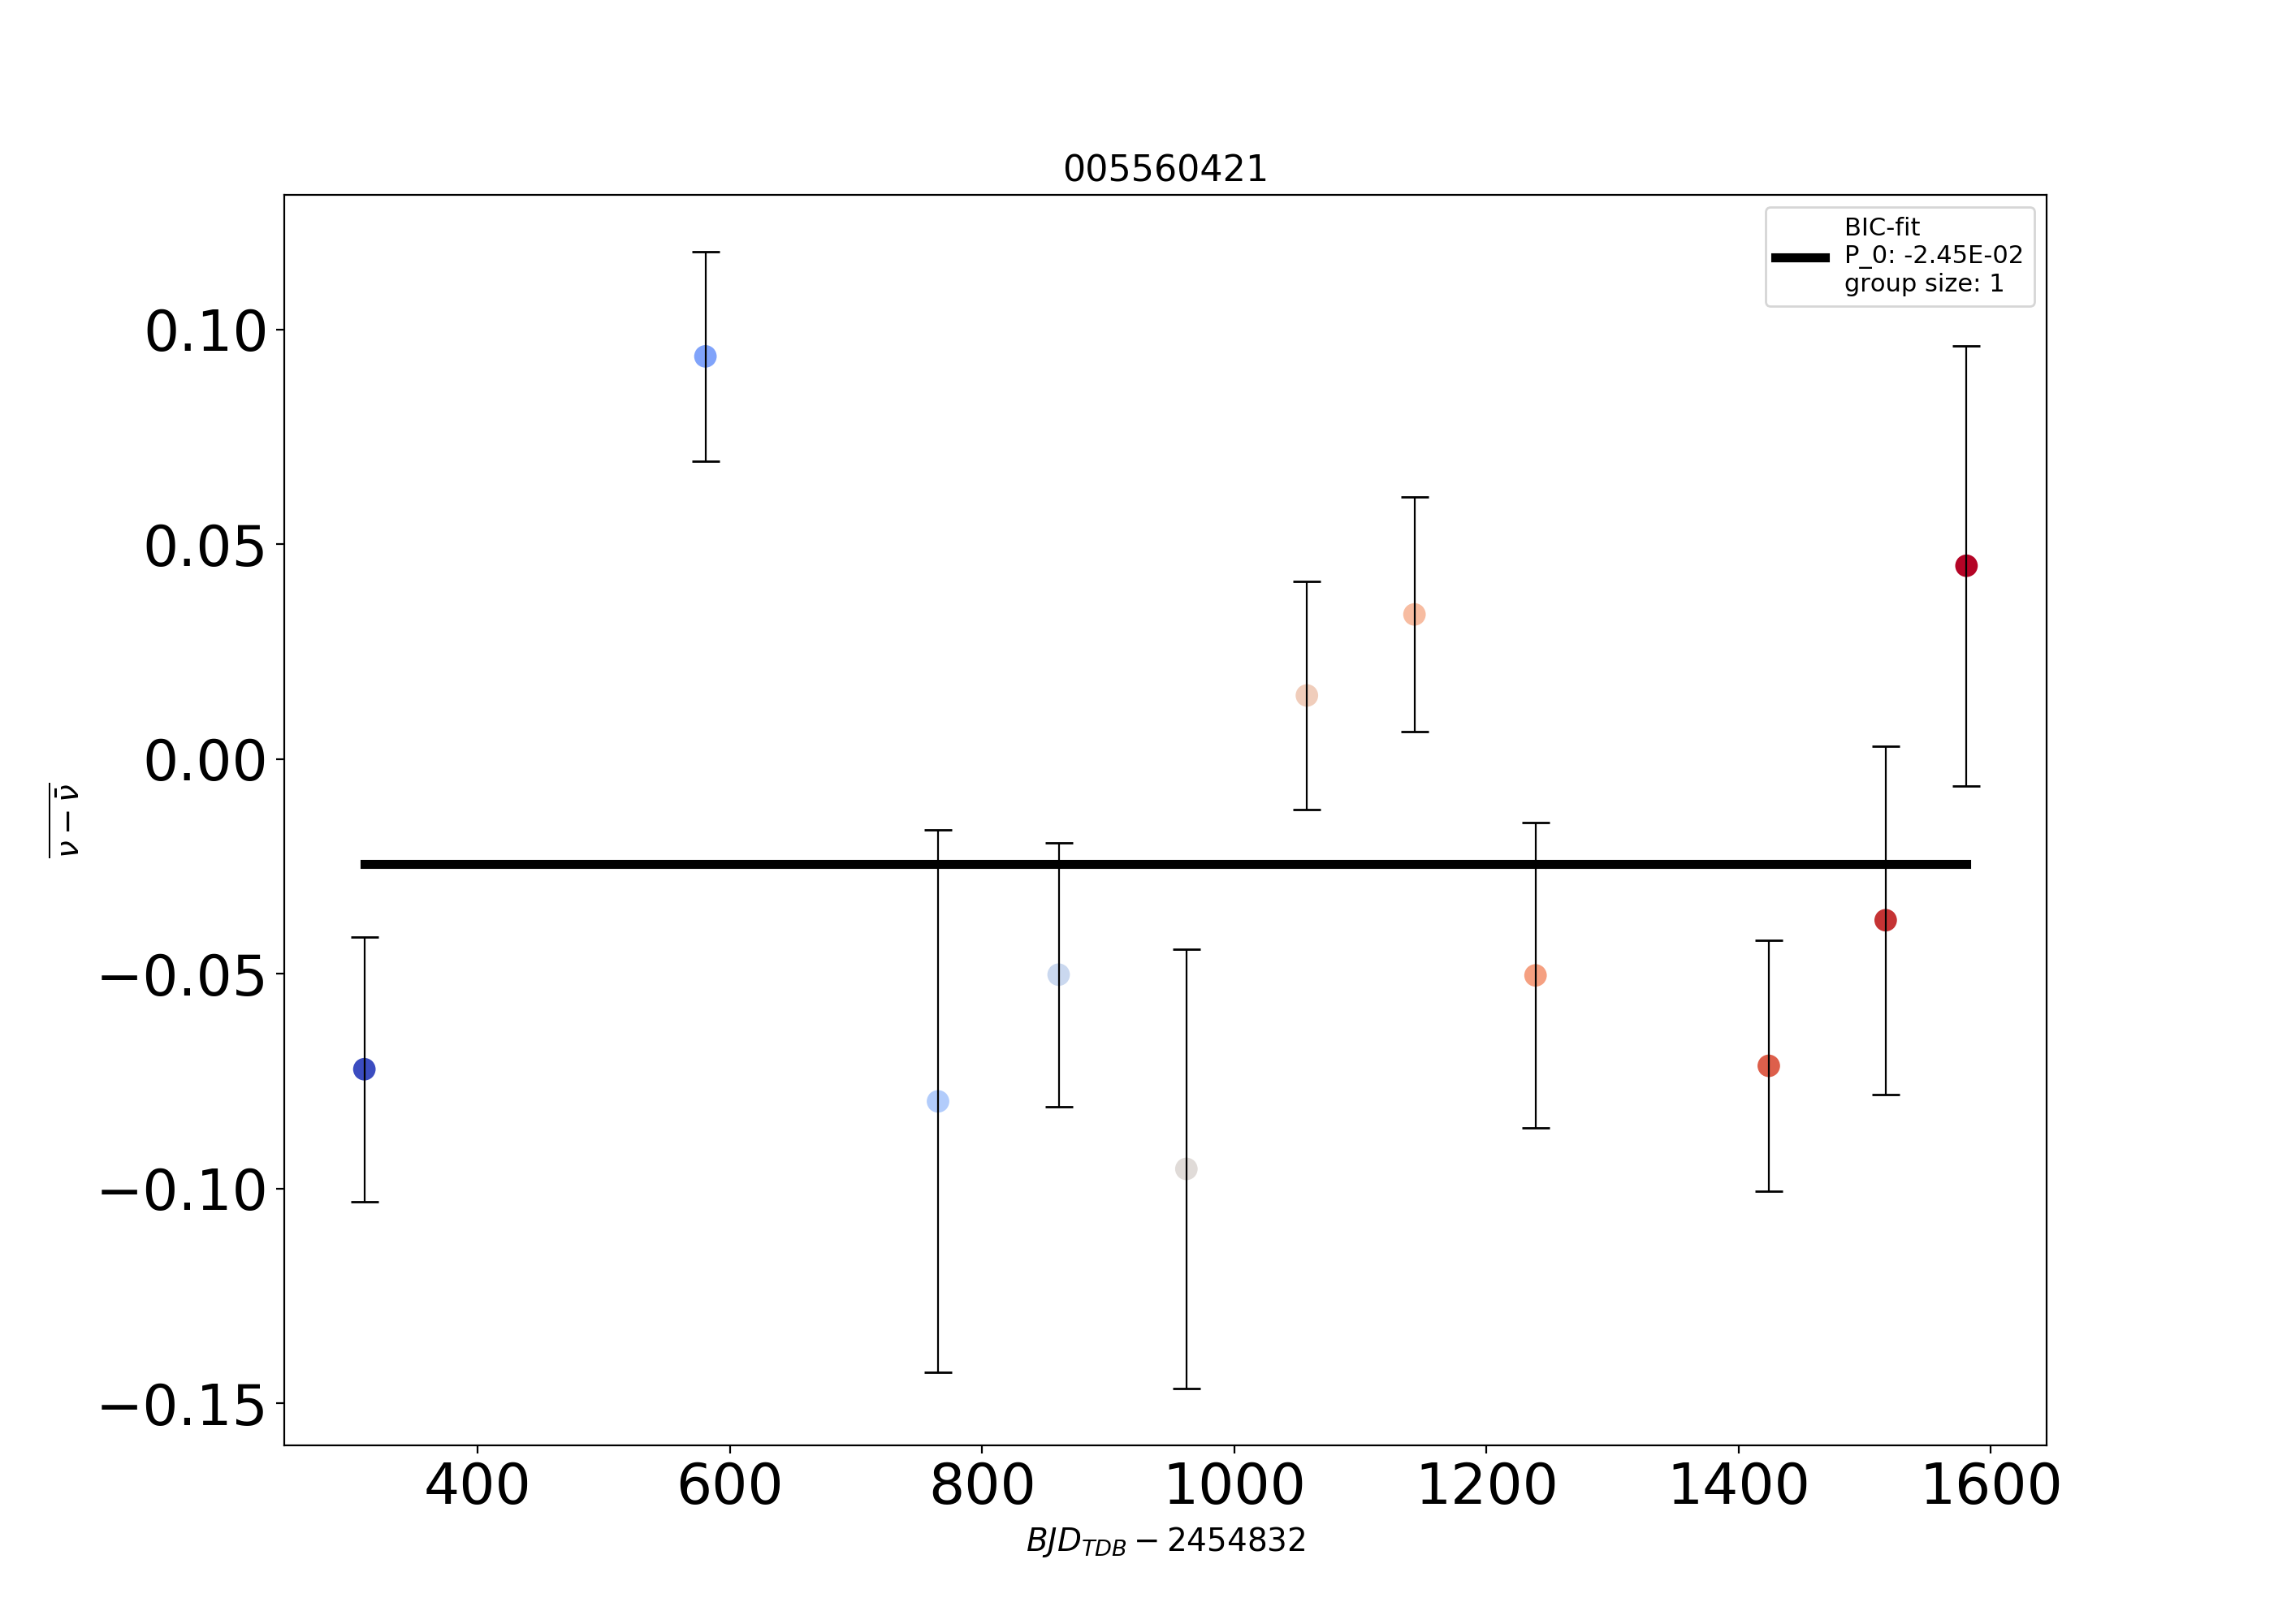 005560421
BIC-fit
P_0: -2.45E-02
group size: 1
0.10
0.05
0.00
−0.05
−0.10
−0.15
ν − ν̄
400 600 800 1000 1200 1400 1600
BJD_TDB − 2454832